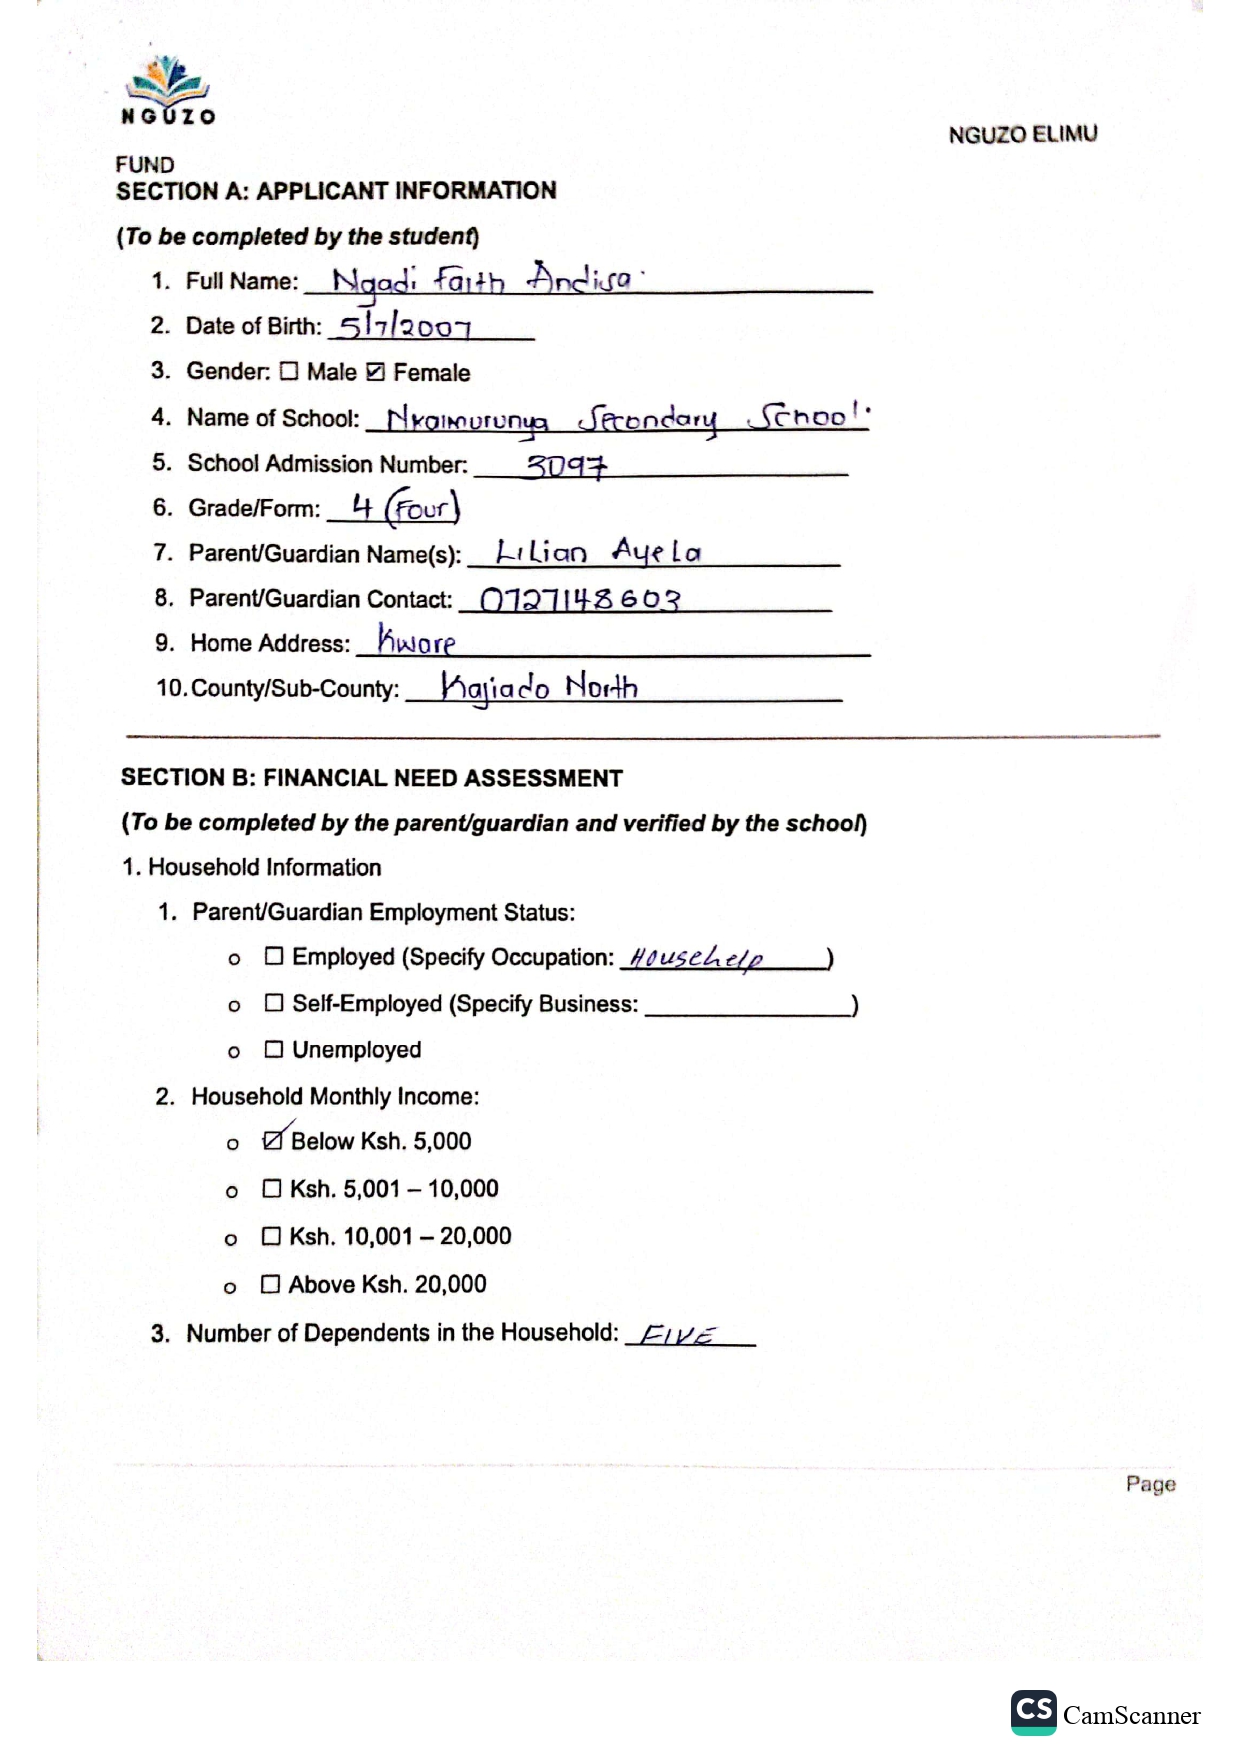 NGUZO
NGUZO ELIMU
FUND
SECTION A: APPLICANT INFORMATION
(To be completed by the student)
1. Full Name: Ngadi Faith Andisa
2. Date of Birth: 5/7/2007
3. Gender: ☐ Male ☑ Female
4. Name of School: Nkaimurunya Secondary School.
5. School Admission Number: 3097
6. Grade/Form: 4 (Four)
7. Parent/Guardian Name(s): Lilian Ayela
8. Parent/Guardian Contact: 0727148603
9. Home Address: Kware
10. County/Sub-County: Kajiado North
SECTION B: FINANCIAL NEED ASSESSMENT
(To be completed by the parent/guardian and verified by the school)
1. Household Information
1. Parent/Guardian Employment Status:
o ☐ Employed (Specify Occupation: Househelp)
o ☐ Self-Employed (Specify Business: ____________)
o ☐ Unemployed
2. Household Monthly Income:
o ☑ Below Ksh. 5,000
o ☐ Ksh. 5,001 – 10,000
o ☐ Ksh. 10,001 – 20,000
o ☐ Above Ksh. 20,000
3. Number of Dependents in the Household: FIVE
Page
CS CamScanner